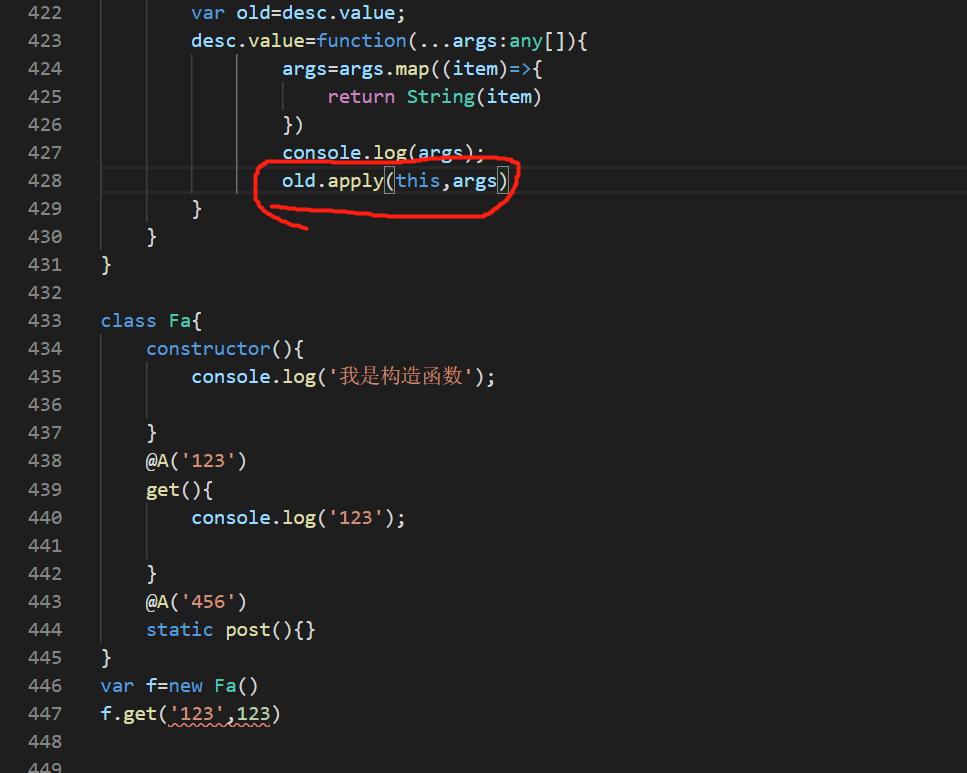 422 var old=desc.value;
423 desc.value=function(...args:any[]){
424 args=args.map((item)=>{
425 return String(item)
426 })
427 console.log(args);
428 old.apply(this,args)
429 }
430 }
431 }
432
433 class Fa{
434 constructor(){
435 console.log('我是构造函数');
436
437 }
438 @A('123')
439 get(){
440 console.log('123');
441
442 }
443 @A('456')
444 static post(){}
445 }
446 var f=new Fa()
447 f.get('123',123)
448
449